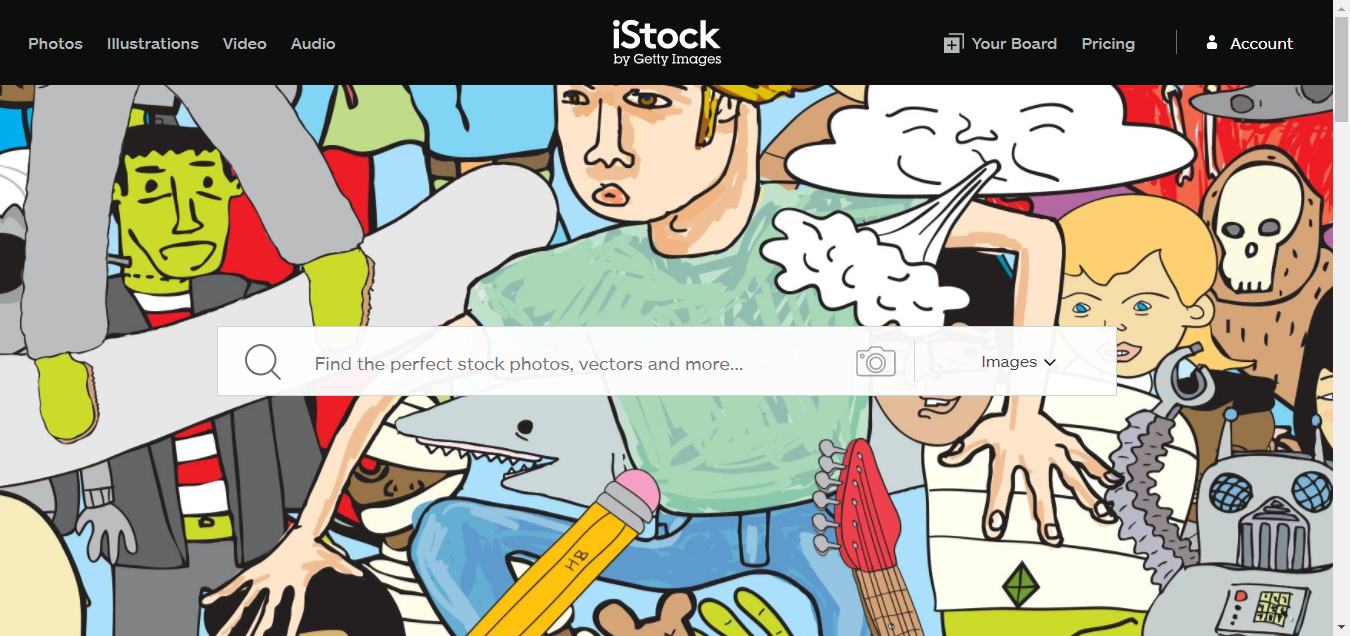 Photos Illustrations Video Audio
iStock
by Getty Images
Your Board Pricing Account
Find the perfect stock photos, vectors and more...
Images
HB